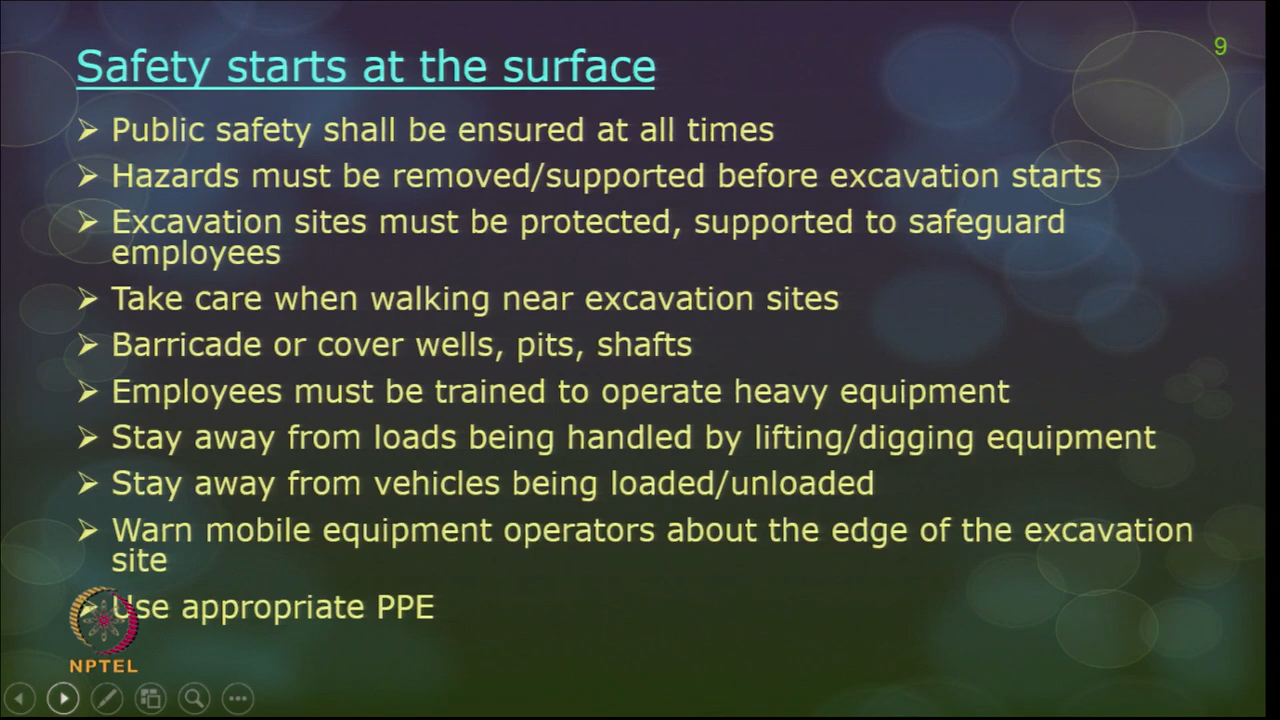 9
Safety starts at the surface
➢ Public safety shall be ensured at all times
➢ Hazards must be removed/supported before excavation starts
➢ Excavation sites must be protected, supported to safeguard
employees
➢ Take care when walking near excavation sites
➢ Barricade or cover wells, pits, shafts
➢ Employees must be trained to operate heavy equipment
➢ Stay away from loads being handled by lifting/digging equipment
➢ Stay away from vehicles being loaded/unloaded
➢ Warn mobile equipment operators about the edge of the excavation
site
➢ Use appropriate PPE
NPTEL